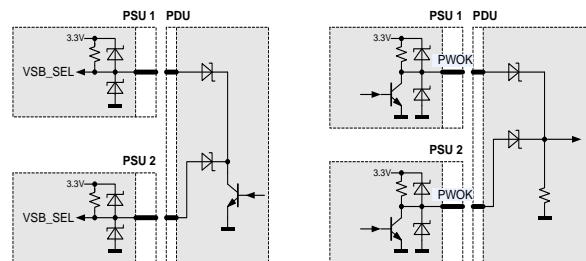 PSU 1 PDU
3.3V
VSB_SEL
PSU 2
3.3V
VSB_SEL
PSU 1 PDU
3.3V
PWOK
PSU 2
3.3V
PWOK